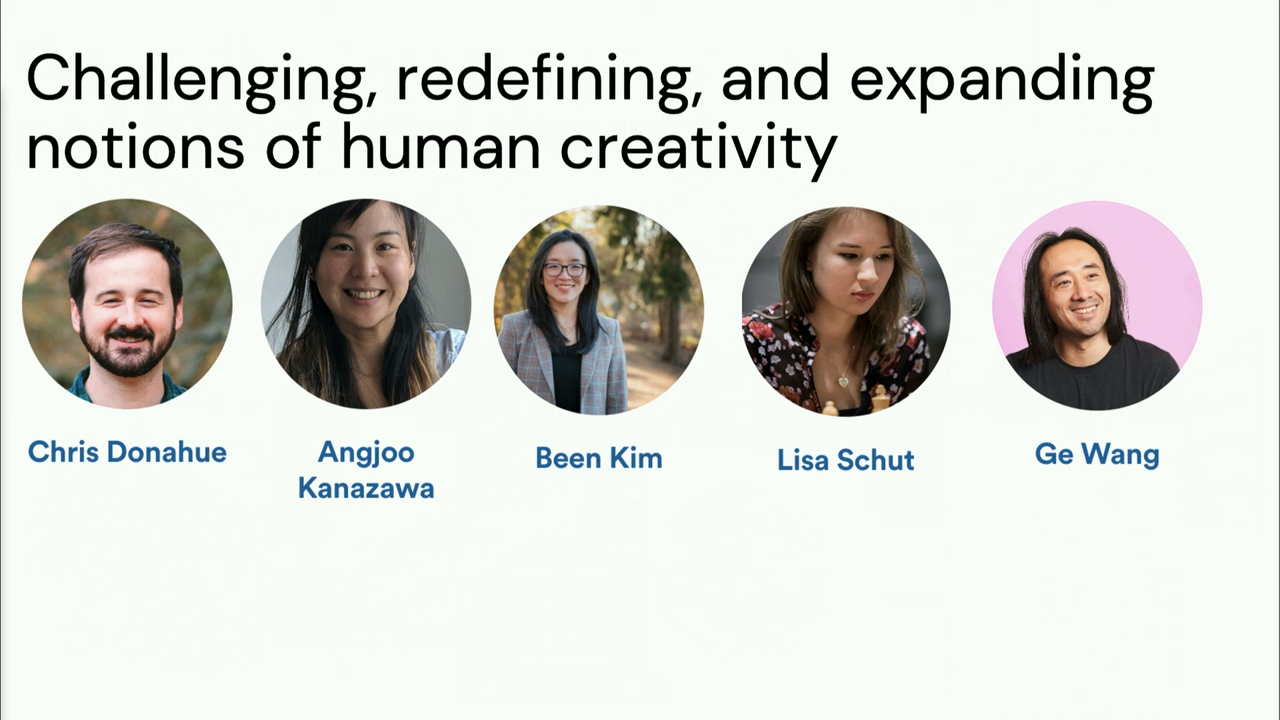 Challenging, redefining, and expanding
notions of human creativity
Chris Donahue
Angjoo
Kanazawa
Been Kim
Lisa Schut
Ge Wang